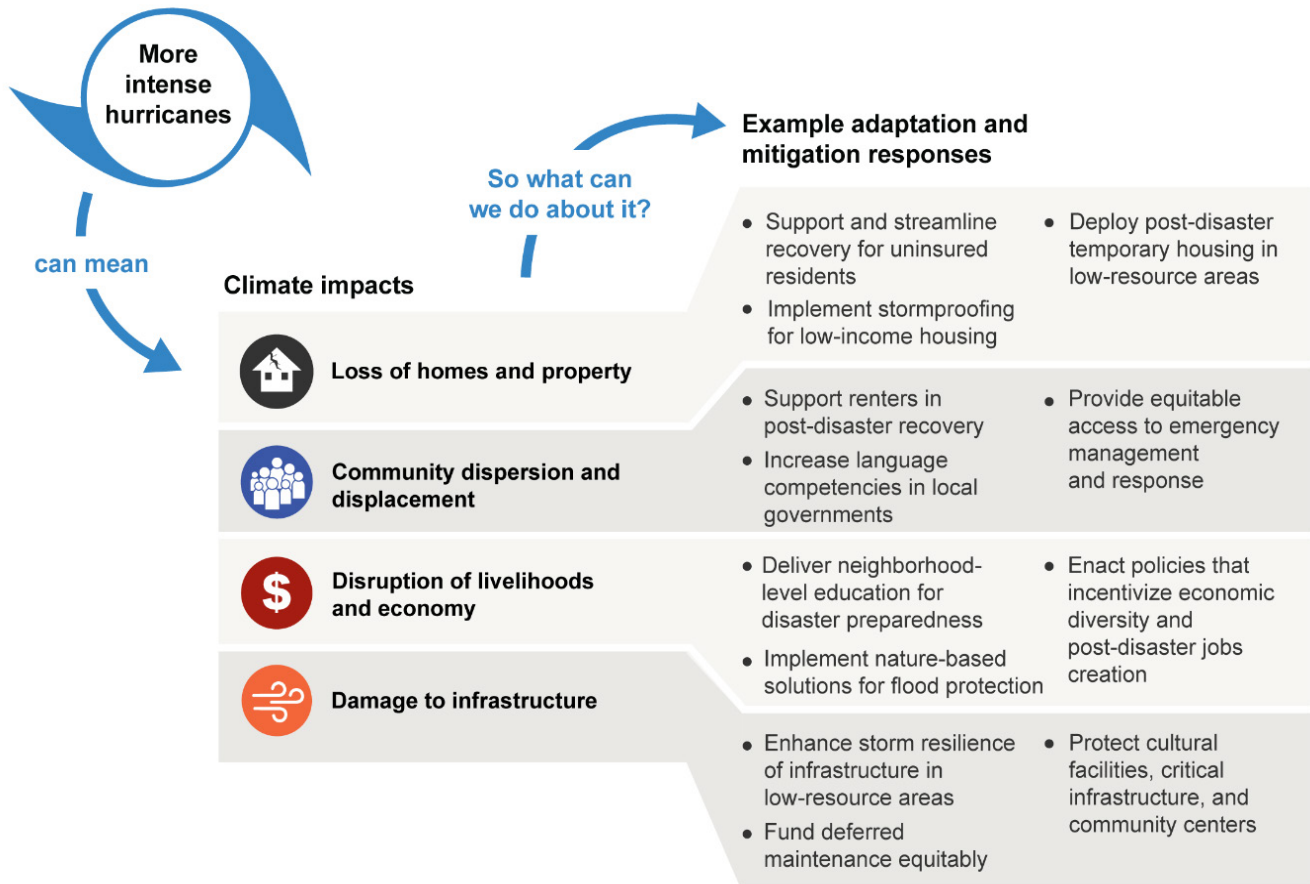 More
intense
hurricanes
can mean
Climate impacts
So what can
we do about it?
Example adaptation and
mitigation responses
Loss of homes and property
• Support and streamline
recovery for uninsured
residents
• Implement stormproofing
for low-income housing
• Deploy post-disaster
temporary housing in
low-resource areas
Community dispersion and
displacement
• Support renters in
post-disaster recovery
• Increase language
competencies in local
governments
• Provide equitable
access to emergency
management
and response
$
Disruption of livelihoods
and economy
• Deliver neighborhood-
level education for
disaster preparedness
• Implement nature-based
solutions for flood protection
• Enact policies that
incentivize economic
diversity and
post-disaster jobs
creation
Damage to infrastructure
• Enhance storm resilience
of infrastructure in
low-resource areas
• Fund deferred
maintenance equitably
• Protect cultural
facilities, critical
infrastructure, and
community centers